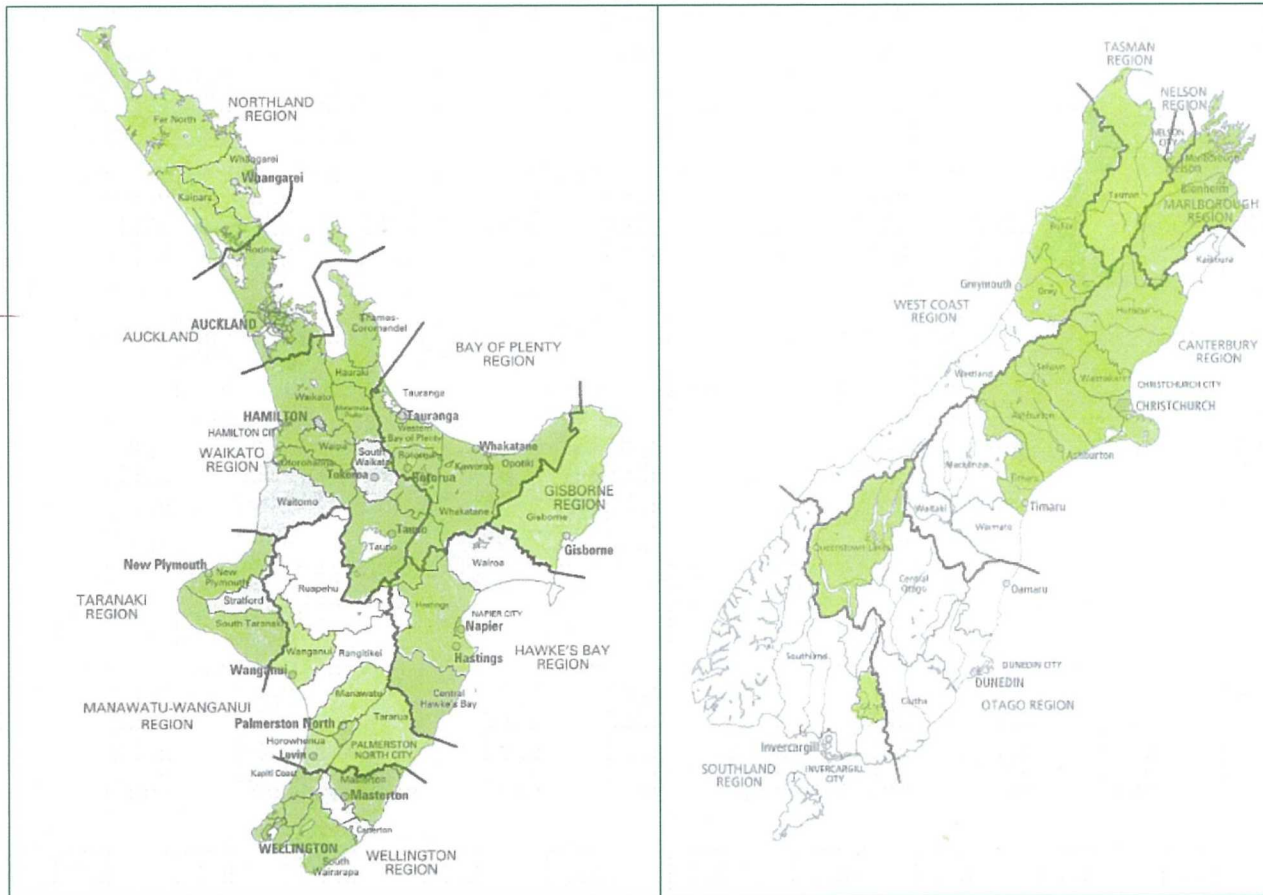 NORTHLAND
REGION
Far North
Whangarei
Whangarei
Kaipara
Rodney
AUCKLAND
AUCKLAND
Thames-
Coromandel
BAY OF PLENTY
REGION
Hauraki
Waikato
Tauranga
Tauranga
HAMILTON
HAMILTON CITY
Western
Bay of Plenty
Whakatane
WAIKATO
REGION
Waipa
South
Waikato
Rotorua
Kawerau
Opotiki
Otorohanga
Tokoroa
Rotorua
GISBORNE
REGION
Waitomo
Whakatane
Gisborne
Taupo
Taupo
Gisborne
New Plymouth
New
Plymouth
Ruapehu
Wairoa
TARANAKI
REGION
Stratford
Hastings
NAPIER CITY
South Taranaki
Napier
Wanganui
Rangitikei
Hastings
HAWKE'S BAY
REGION
Wanganui
Manawatu
Central
Hawke's Bay
MANAWATU-WANGANUI
REGION
Palmerston North
Tararua
Horowhenua
PALMERSTON
NORTH CITY
Levin
Kapiti Coast
Masterton
Masterton
Carterton
WELLINGTON
South
Wairarapa
WELLINGTON
REGION
TASMAN
REGION
NELSON
REGION
NELSON
CITY
Marlborough
Nelson
Blenheim
Tasman
MARLBOROUGH
REGION
Buller
Kaikoura
Greymouth
Grey
WEST COAST
REGION
Hurunui
CANTERBURY
REGION
Westland
Selwyn
Waimakariri
CHRISTCHURCH CITY
CHRISTCHURCH
Ashburton
Ashburton
Mackenzie
Timaru
Timaru
Waitaki
Waimate
Queenstown Lakes
Central
Otago
Oamaru
Southland
DUNEDIN CITY
DUNEDIN
Clutha
OTAGO REGION
Invercargill
INVERCARGILL
CITY
SOUTHLAND
REGION